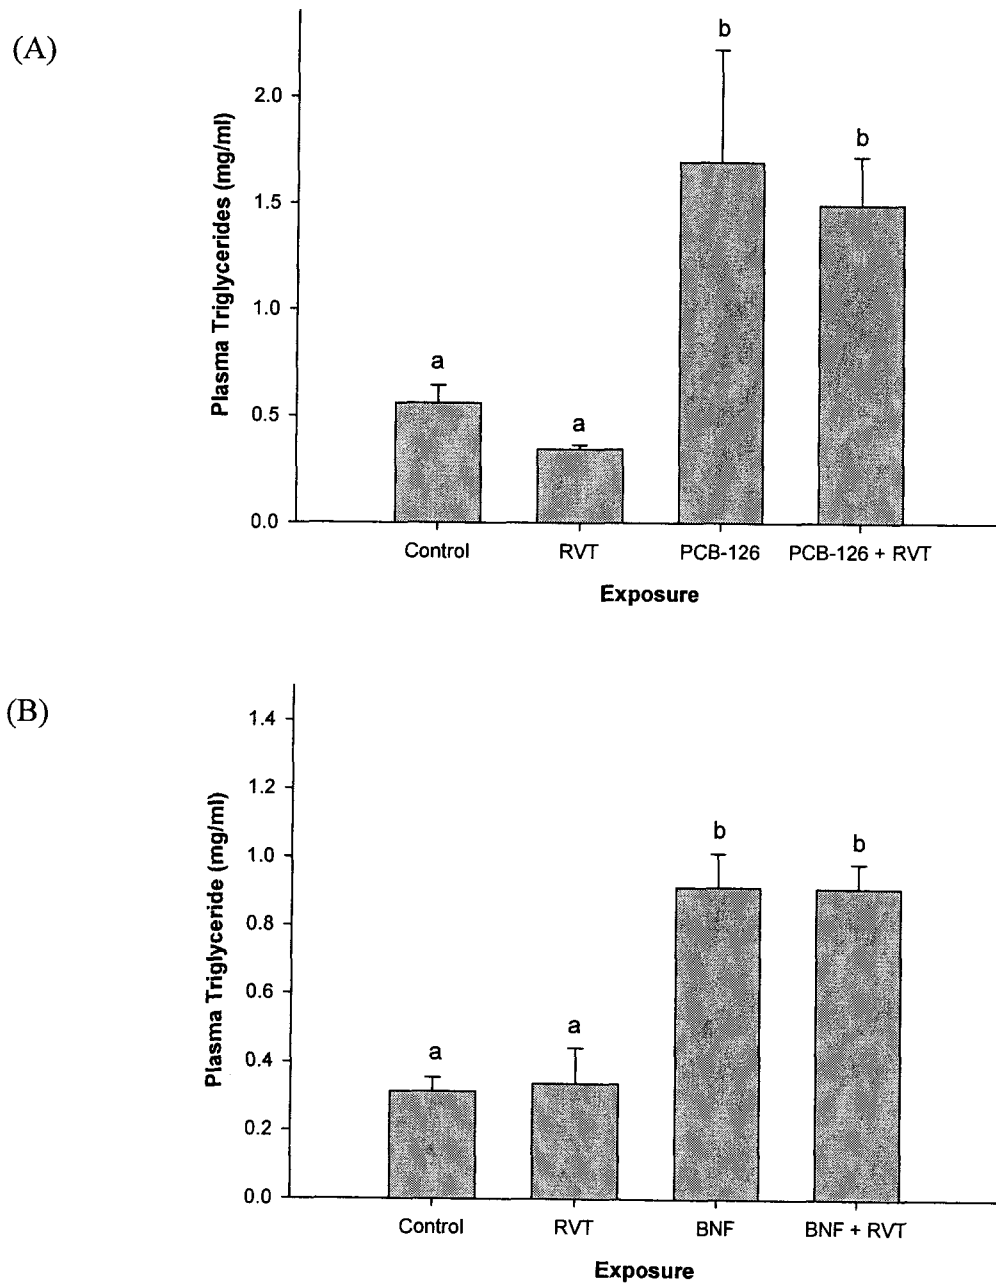 (A)
Plasma Triglycerides (mg/ml)
2.0
1.5
1.0
0.5
0.0
b
b
a
a
Control RVT PCB-126 PCB-126 + RVT
Exposure
(B)
Plasma Triglyceride (mg/ml)
1.4
1.2
1.0
0.8
0.6
0.4
0.2
0.0
b
b
a
a
Control RVT BNF BNF + RVT
Exposure